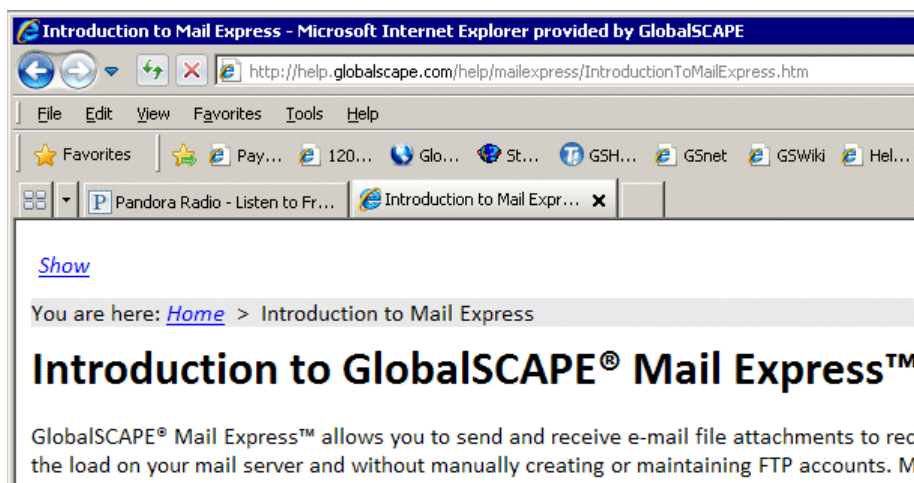 Introduction to Mail Express - Microsoft Internet Explorer provided by GlobalSCAPE
http://help.globalscape.com/help/mailexpress/IntroductionToMailExpress.htm
File Edit View Favorites Tools Help
Favorites Pay... 120... Glo... St... GSH... GSnet GSWiki Hel...
Pandora Radio - Listen to Fr... Introduction to Mail Expr...
Show
You are here: Home > Introduction to Mail Express
Introduction to GlobalSCAPE® Mail Express™
GlobalSCAPE® Mail Express™ allows you to send and receive e-mail file attachments to rec
the load on your mail server and without manually creating or maintaining FTP accounts. M